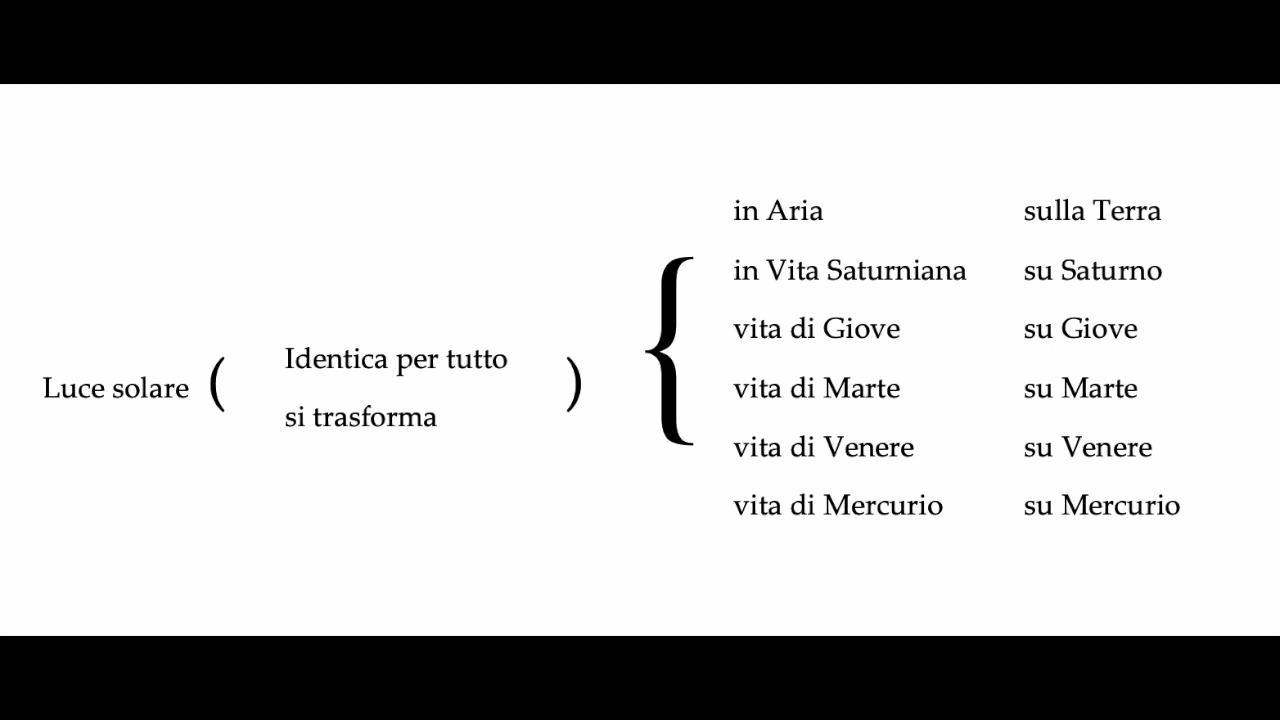 in Aria sulla Terra
in Vita Saturniana su Saturno
vita di Giove su Giove
Identica per tutto
Luce solare ( ) { vita di Marte su Marte
si trasforma
vita di Venere su Venere
vita di Mercurio su Mercurio